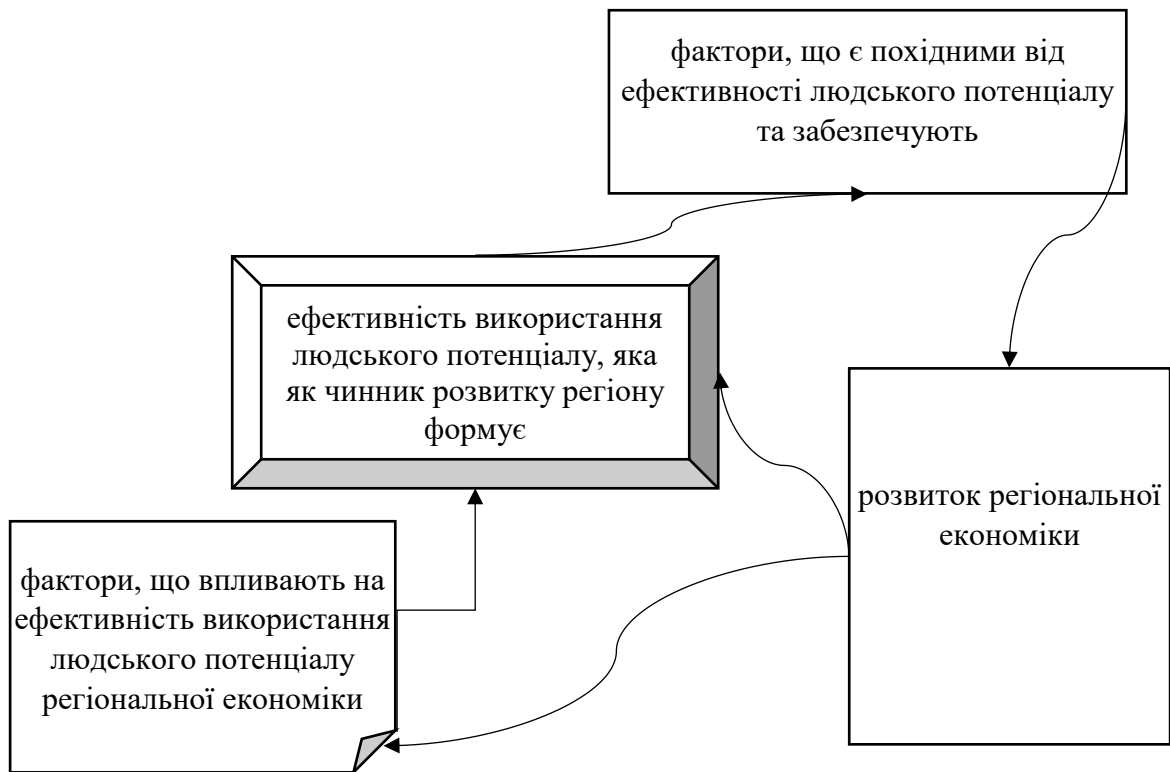 фактори, що є похідними від
ефективності людського потенціалу
та забезпечують
ефективність використання
людського потенціалу, яка
як чинник розвитку регіону
формує
розвиток регіональної
економіки
фактори, що впливають на
ефективність використання
людського потенціалу
регіональної економіки